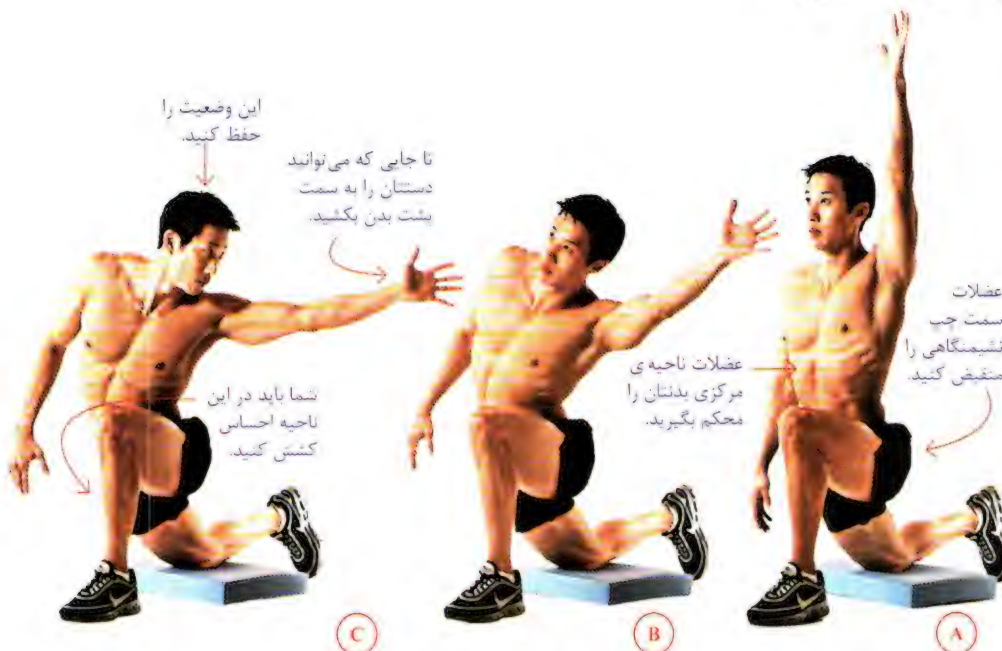 عضلات
سمت چپ
نشیمنگاهی را
منقبض کنید.
A
عضلات ناحیه ی
مرکزی بدنتان را
محکم بگیرید.
B
این وضعیت را
حفظ کنید.
تا جایی که می‌توانید
دستتان را به سمت
پشت بدن بکشید.
شما باید در این
ناحیه احساس
کشش کنید.
C